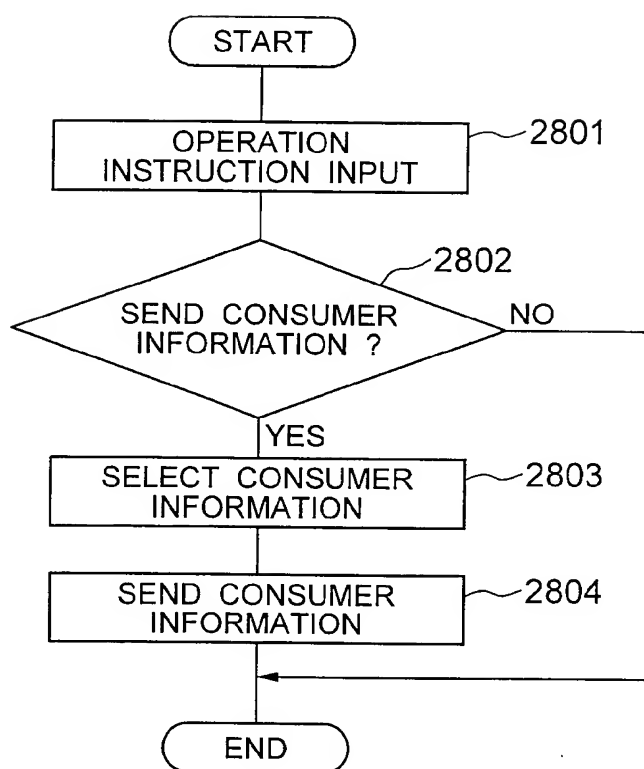 START
OPERATION
INSTRUCTION INPUT
2801
2802
SEND CONSUMER
INFORMATION ?
NO
YES
SELECT CONSUMER
INFORMATION
2803
SEND CONSUMER
INFORMATION
2804
END